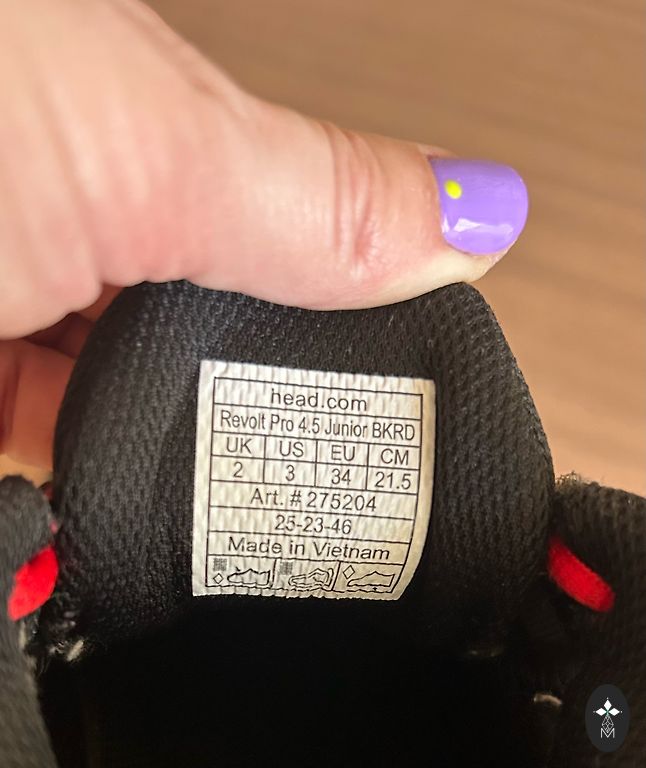 head.com
Revolt Pro 4.5 Junior BKRD
UK US EU CM
2 3 34 21.5
Art. # 275204
25-23-46
Made in Vietnam
M